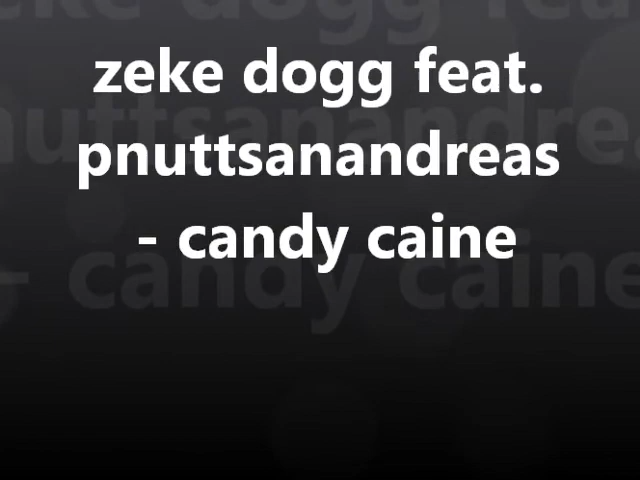 zeke dogg feat.
pnuttsanandreas
- candy caine